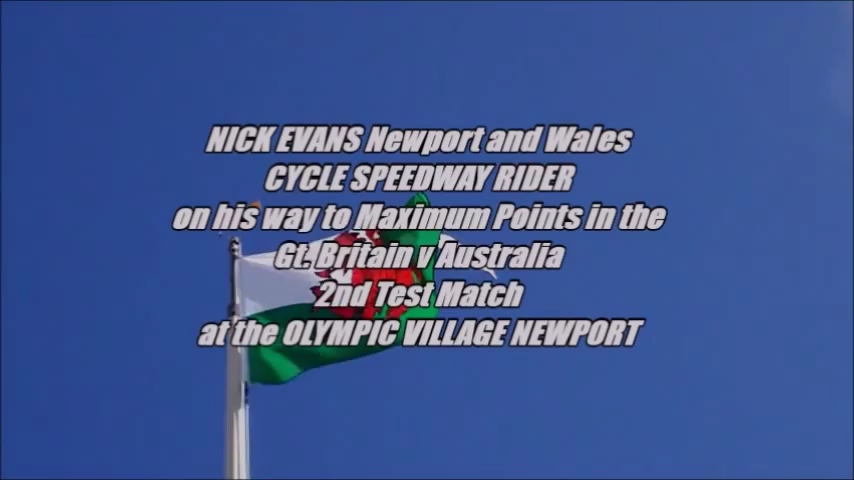 NICK EVANS Newport and Wales
CYCLE SPEEDWAY RIDER
on his way to Maximum Points in the
Gt. Britain v Australia
2nd Test Match
at the OLYMPIC VILLAGE NEWPORT